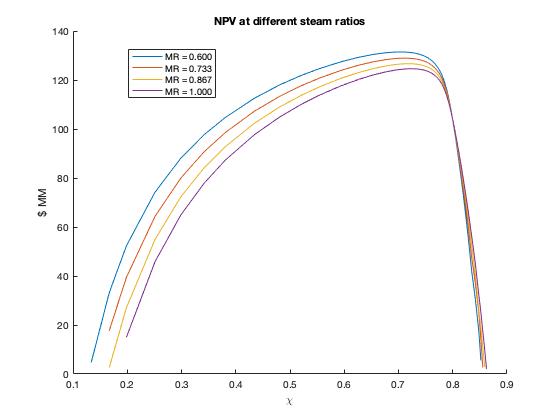 NPV at different steam ratios
140
120
100
80
60
40
20
0
$ MM
MR = 0.600
MR = 0.733
MR = 0.867
MR = 1.000
0.1 0.2 0.3 0.4 0.5 0.6 0.7 0.8 0.9
χ